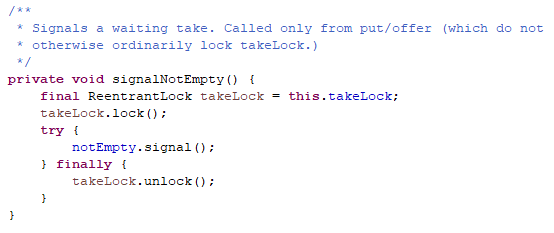 /**
 * Signals a waiting take. Called only from put/offer (which do not
 * otherwise ordinarily lock takeLock.)
 */
private void signalNotEmpty() {
    final ReentrantLock takeLock = this.takeLock;
    takeLock.lock();
    try {
        notEmpty.signal();
    } finally {
        takeLock.unlock();
    }
}